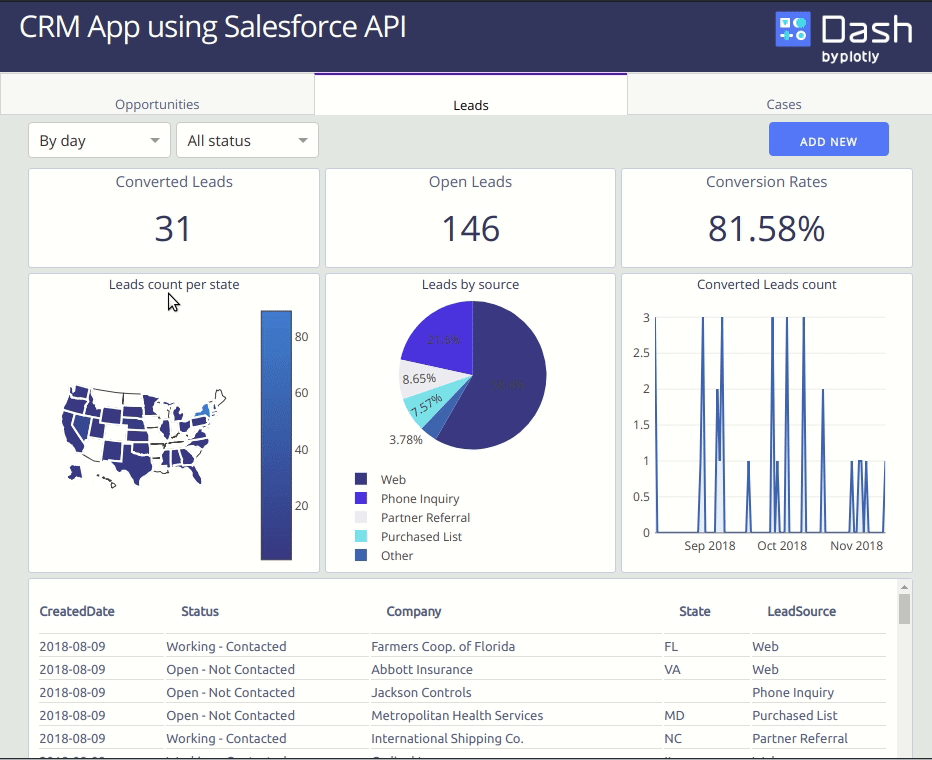 CRM App using Salesforce API
Dash
by plotly
Opportunities
Leads
Cases
By day
All status
ADD NEW
Converted Leads
31
Open Leads
146
Conversion Rates
81.58%
Leads count per state
80
60
40
20
Leads by source
21.6%
8.65%
7.57%
3.78%
Web
Phone Inquiry
Partner Referral
Purchased List
Other
Converted Leads count
3
2.5
2
1.5
1
0.5
0
Sep 2018 Oct 2018 Nov 2018
CreatedDate Status Company State LeadSource
2018-08-09 Working - Contacted Farmers Coop. of Florida FL Web
2018-08-09 Open - Not Contacted Abbott Insurance VA Web
2018-08-09 Open - Not Contacted Jackson Controls Phone Inquiry
2018-08-09 Open - Not Contacted Metropolitan Health Services MD Purchased List
2018-08-09 Working - Contacted International Shipping Co. NC Partner Referral